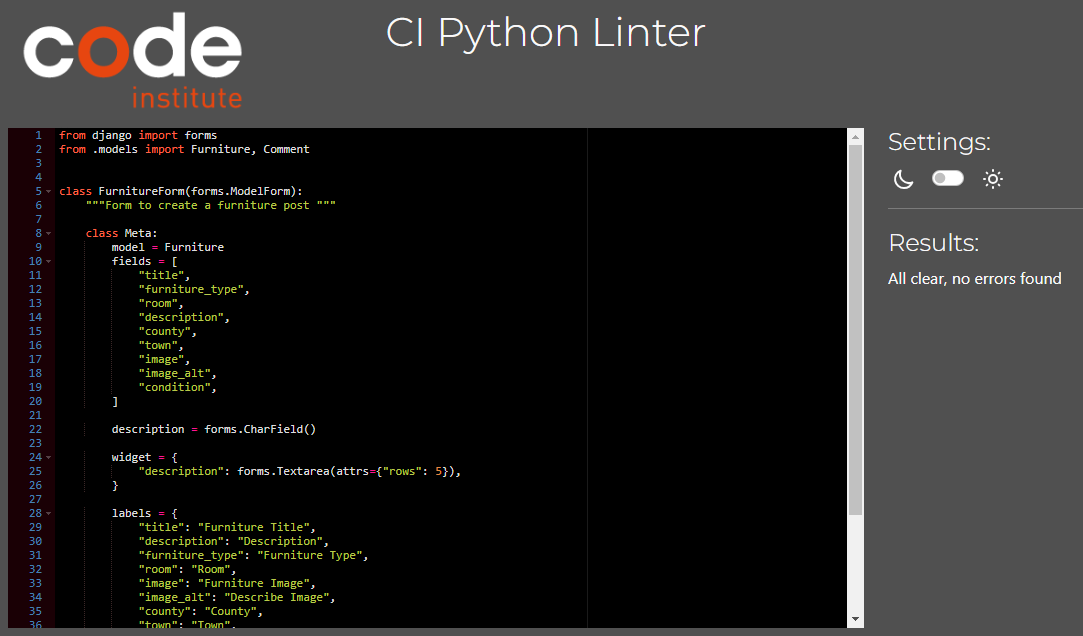 code
institute
CI Python Linter
1 from django import forms
2 from .models import Furniture, Comment
3
4
5 class FurnitureForm(forms.ModelForm):
6     """Form to create a furniture post """
7
8     class Meta:
9         model = Furniture
10         fields = [
11             "title",
12             "furniture_type",
13             "room",
14             "description",
15             "county",
16             "town",
17             "image",
18             "image_alt",
19             "condition",
20         ]
21
22         description = forms.CharField()
23
24         widget = {
25             "description": forms.Textarea(attrs={"rows": 5}),
26         }
27
28         labels = {
29             "title": "Furniture Title",
30             "description": "Description",
31             "furniture_type": "Furniture Type",
32             "room": "Room",
33             "image": "Furniture Image",
34             "image_alt": "Describe Image",
35             "county": "County",
36             "town": "Town",
Settings:
Results:
All clear, no errors found